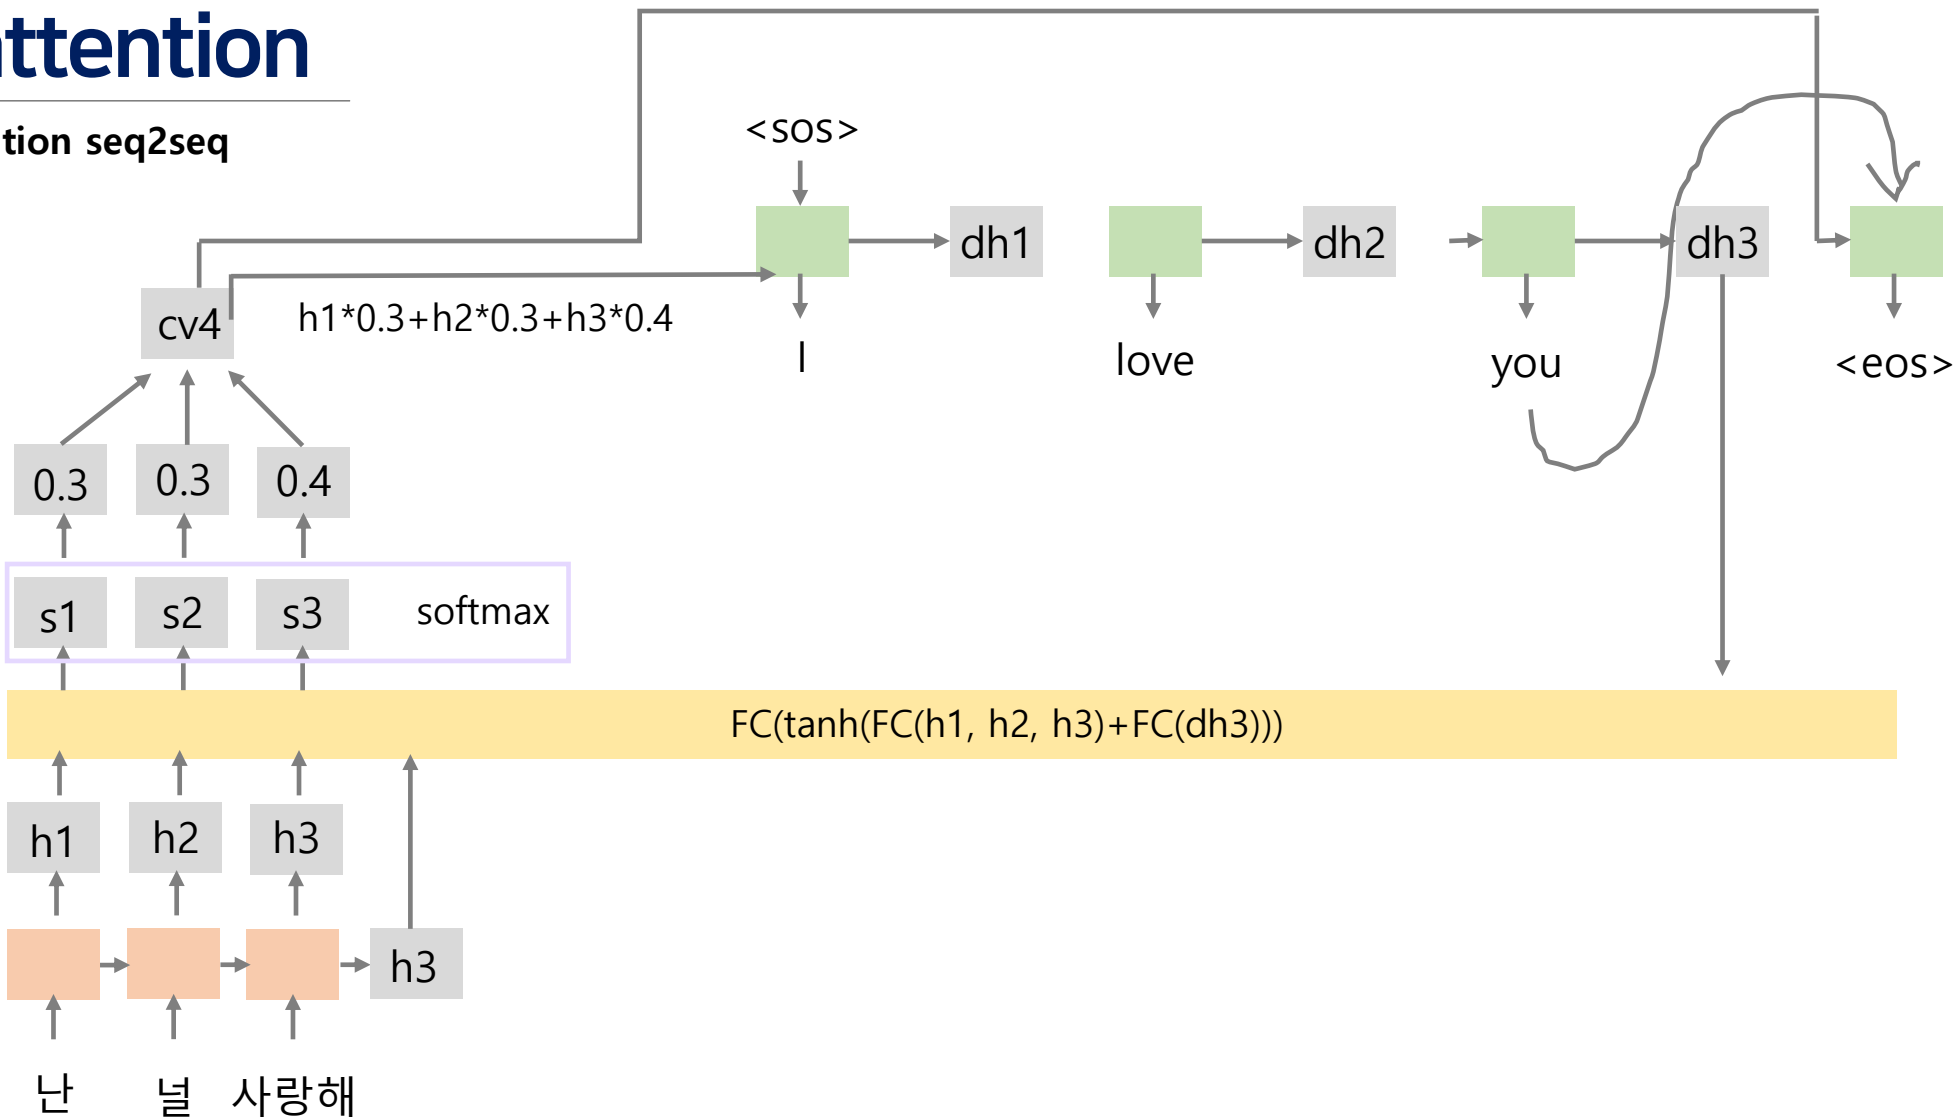 ttention
tion seq2seq
<sos>
dh1
dh2
dh3
cv4
h1*0.3+h2*0.3+h3*0.4
I
love
you
<eos>
0.3
0.3
0.4
s1
s2
s3
softmax
FC(tanh(FC(h1, h2, h3)+FC(dh3)))
h1
h2
h3
h3
난
널
사랑해